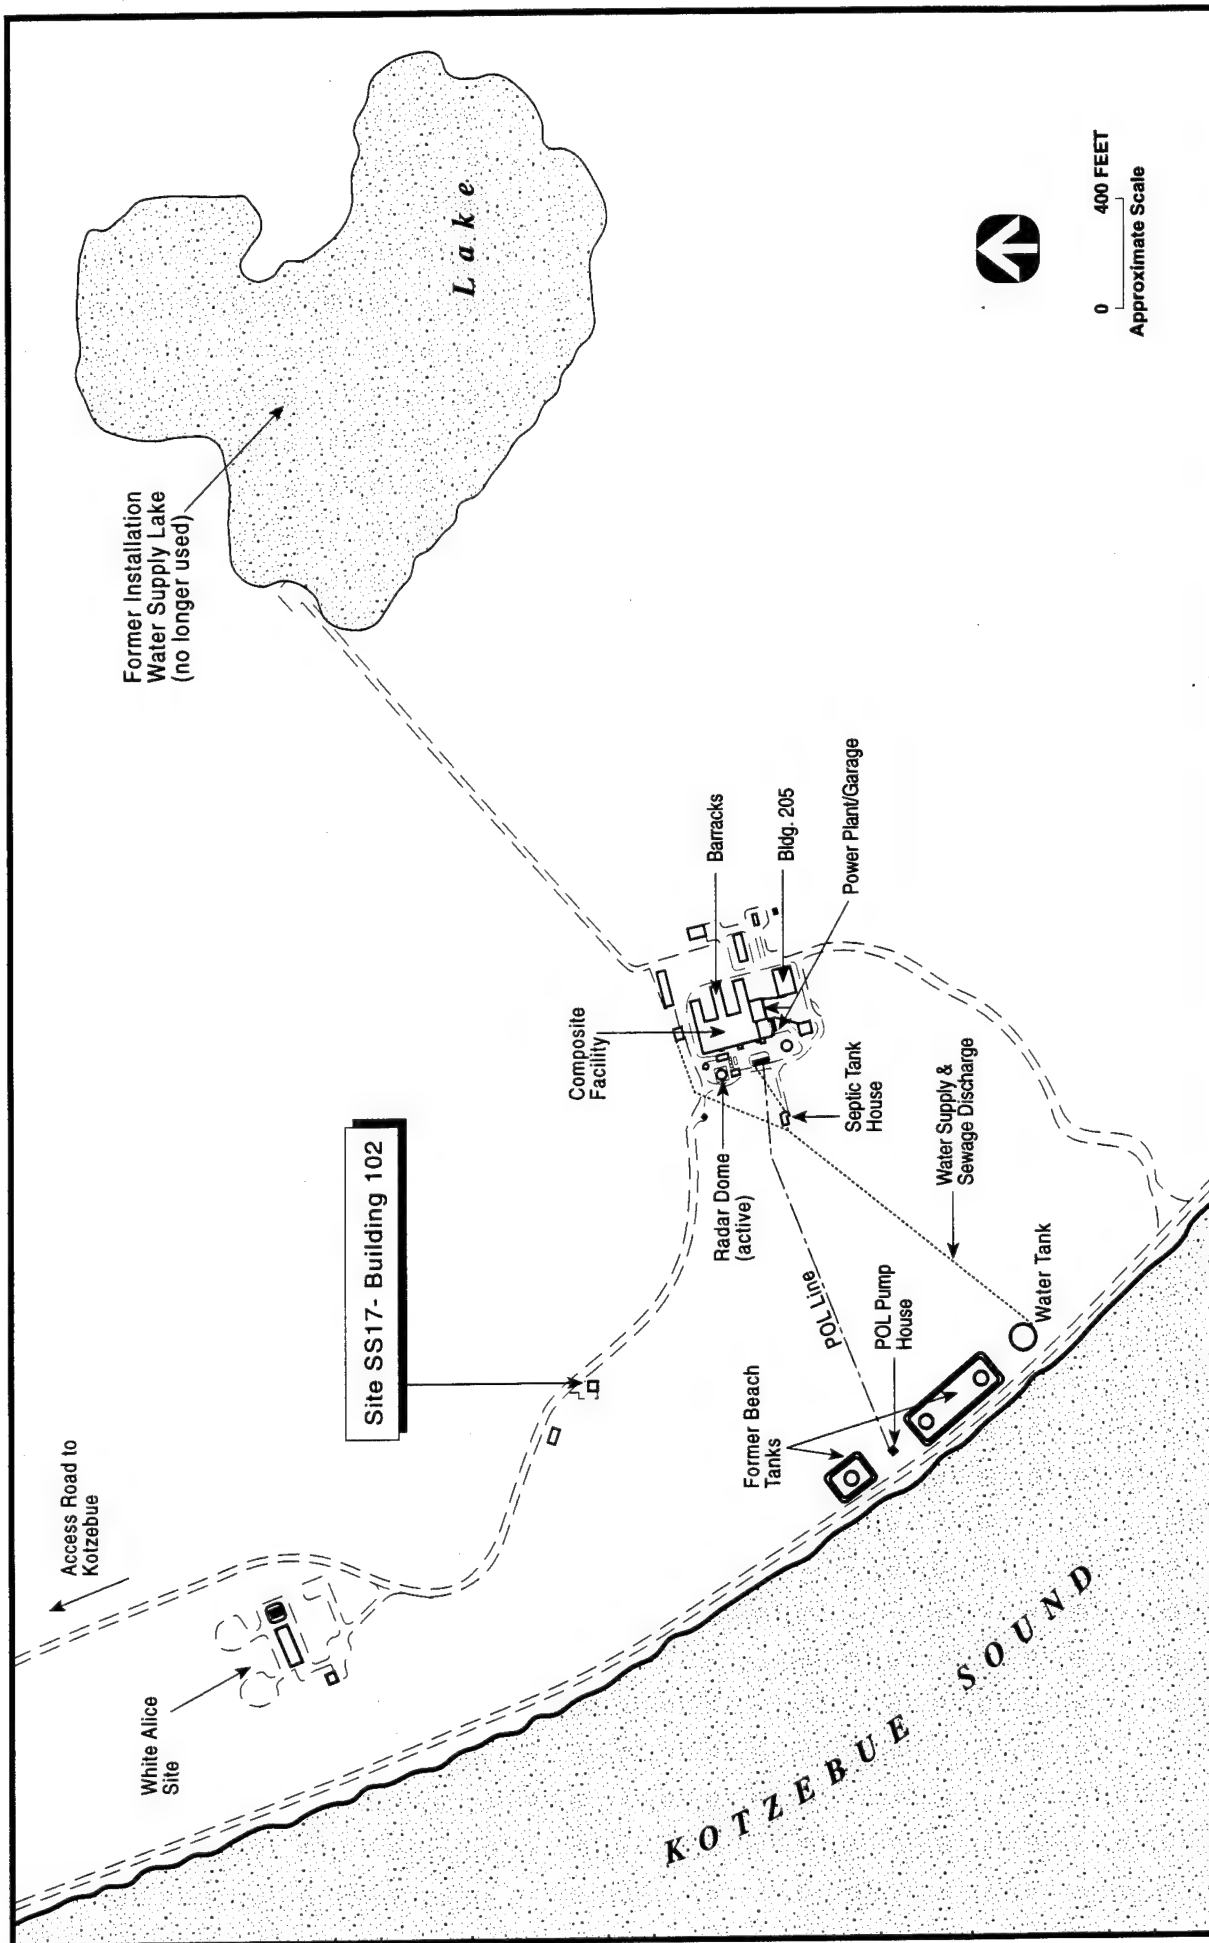 Access Road to
Kotzebue
White Alice
Site
Site SS17- Building 102
Former Installation
Water Supply Lake
(no longer used)
Lake
Composite
Facility
Barracks
Bldg. 205
Power Plant/Garage
Radar Dome
(active)
Septic Tank
House
POL Line
Former Beach
Tanks
POL Pump
House
Water Supply &
Sewage Discharge
Water Tank
KOTZEBUE SOUND
0 400 FEET
Approximate Scale